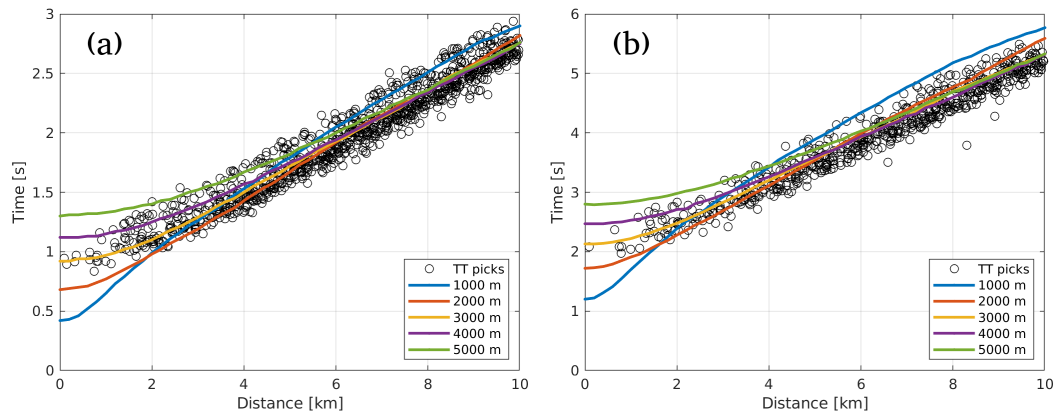 (a)
3
2.5
2
1.5
1
0.5
0
Time [s]
0 2 4 6 8 10
Distance [km]
TT picks
1000 m
2000 m
3000 m
4000 m
5000 m
(b)
6
5
4
3
2
1
0
Time [s]
0 2 4 6 8 10
Distance [km]
TT picks
1000 m
2000 m
3000 m
4000 m
5000 m